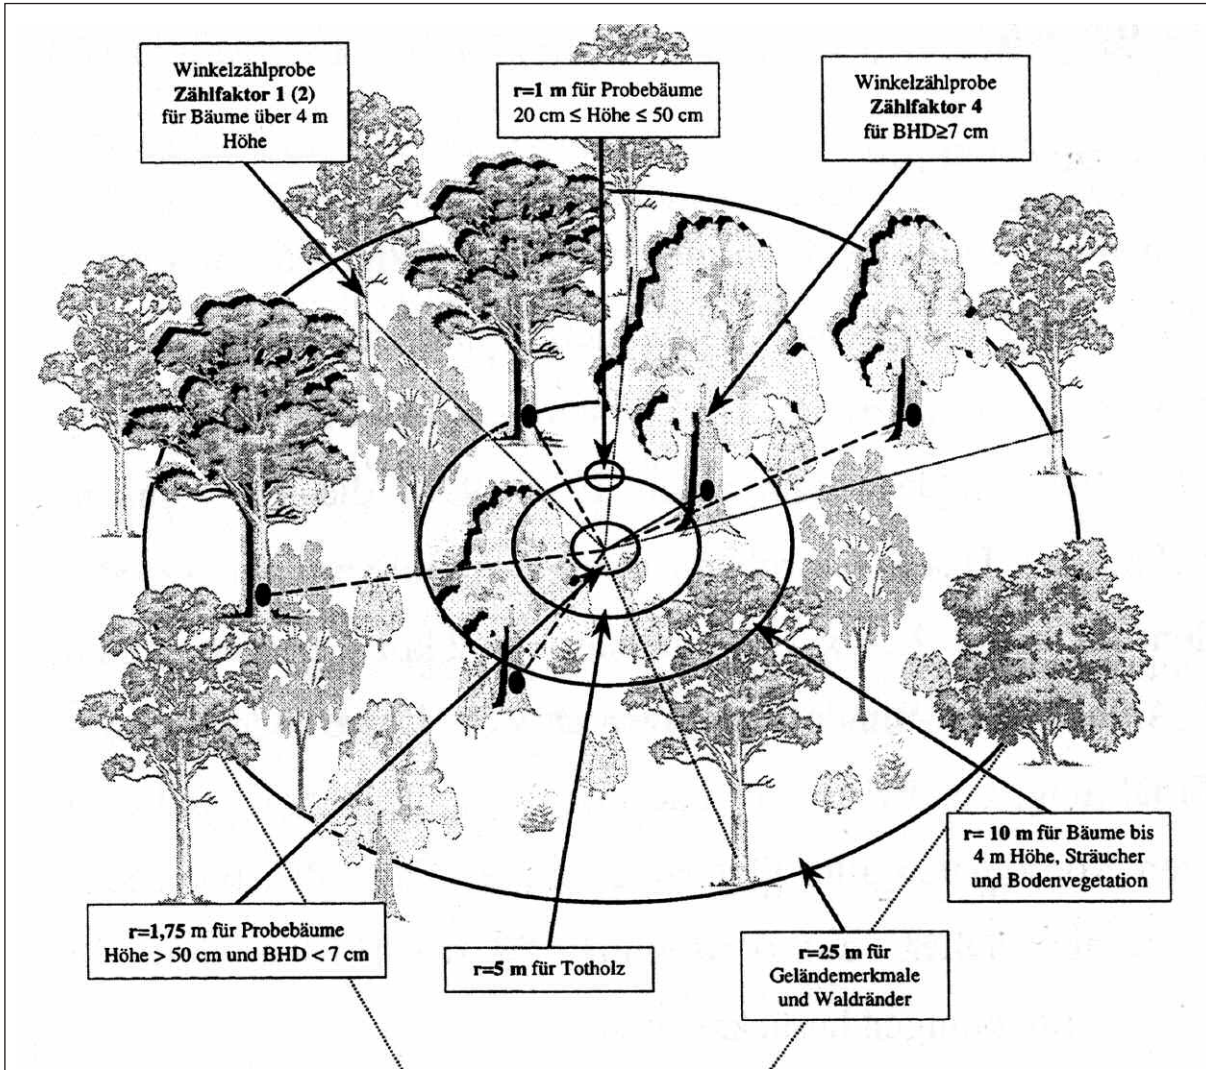 Winkelzählprobe
Zählfaktor 1 (2)
für Bäume über 4 m
Höhe
r=1 m für Probebäume
20 cm ≤ Höhe ≤ 50 cm
Winkelzählprobe
Zählfaktor 4
für BHD≥7 cm
r= 10 m für Bäume bis
4 m Höhe, Sträucher
und Bodenvegetation
r=1,75 m für Probebäume
Höhe > 50 cm und BHD < 7 cm
r=5 m für Totholz
r=25 m für
Geländemerkmale
und Waldränder